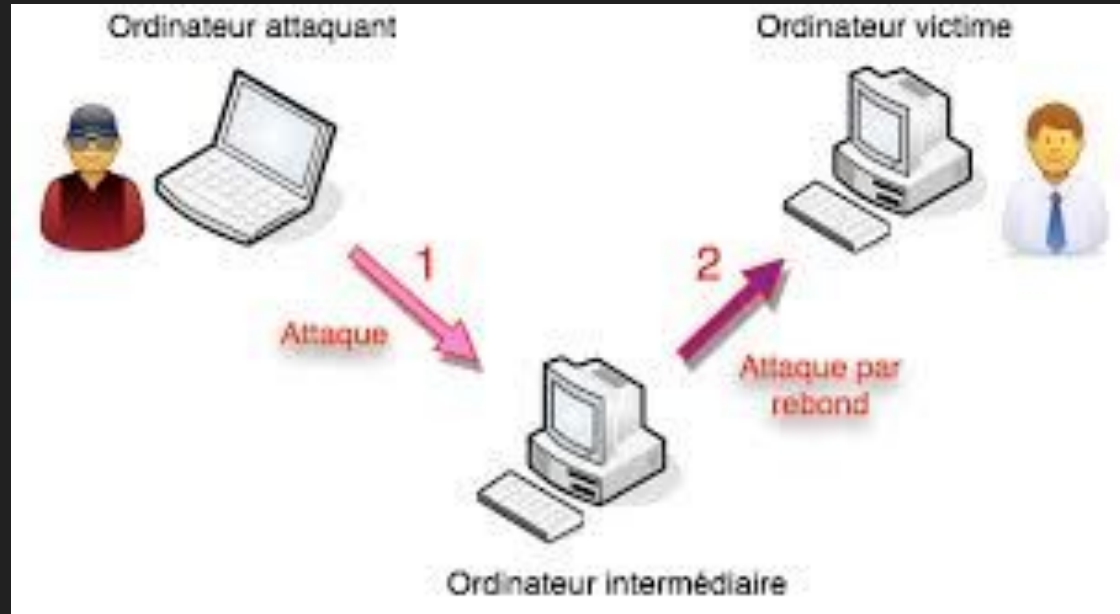 Ordinateur attaquant
Ordinateur victime
1
2
Attaque
Attaque par
rebond
Ordinateur intermédiaire